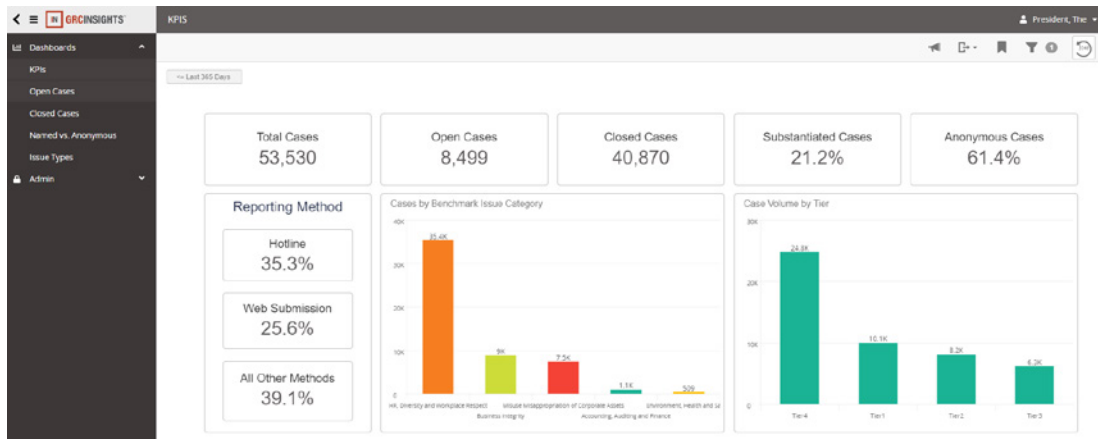 IN GRCINSIGHTS
KPIS
President, The
Dashboards
KPIs
Open Cases
Closed Cases
Named vs. Anonymous
Issue Types
Admin
Last 365 Days
Total Cases
53,530
Open Cases
8,499
Closed Cases
40,870
Substantiated Cases
21.2%
Anonymous Cases
61.4%
Reporting Method
Hotline
35.3%
Web Submission
25.6%
All Other Methods
39.1%
Cases by Benchmark Issue Category
40K
30K
20K
10K
0
35.4K
9K
7.5K
1.1K
509
HR, Diversity and Workplace Respect
Business Integrity
Misuse Misappropriation of Corporate Assets
Accounting, Auditing and Finance
Environment, Health and Sa
Case Volume by Tier
30K
20K
10K
0
24.8K
10.1K
8.2K
6.3K
Tier 4
Tier 1
Tier 2
Tier 3